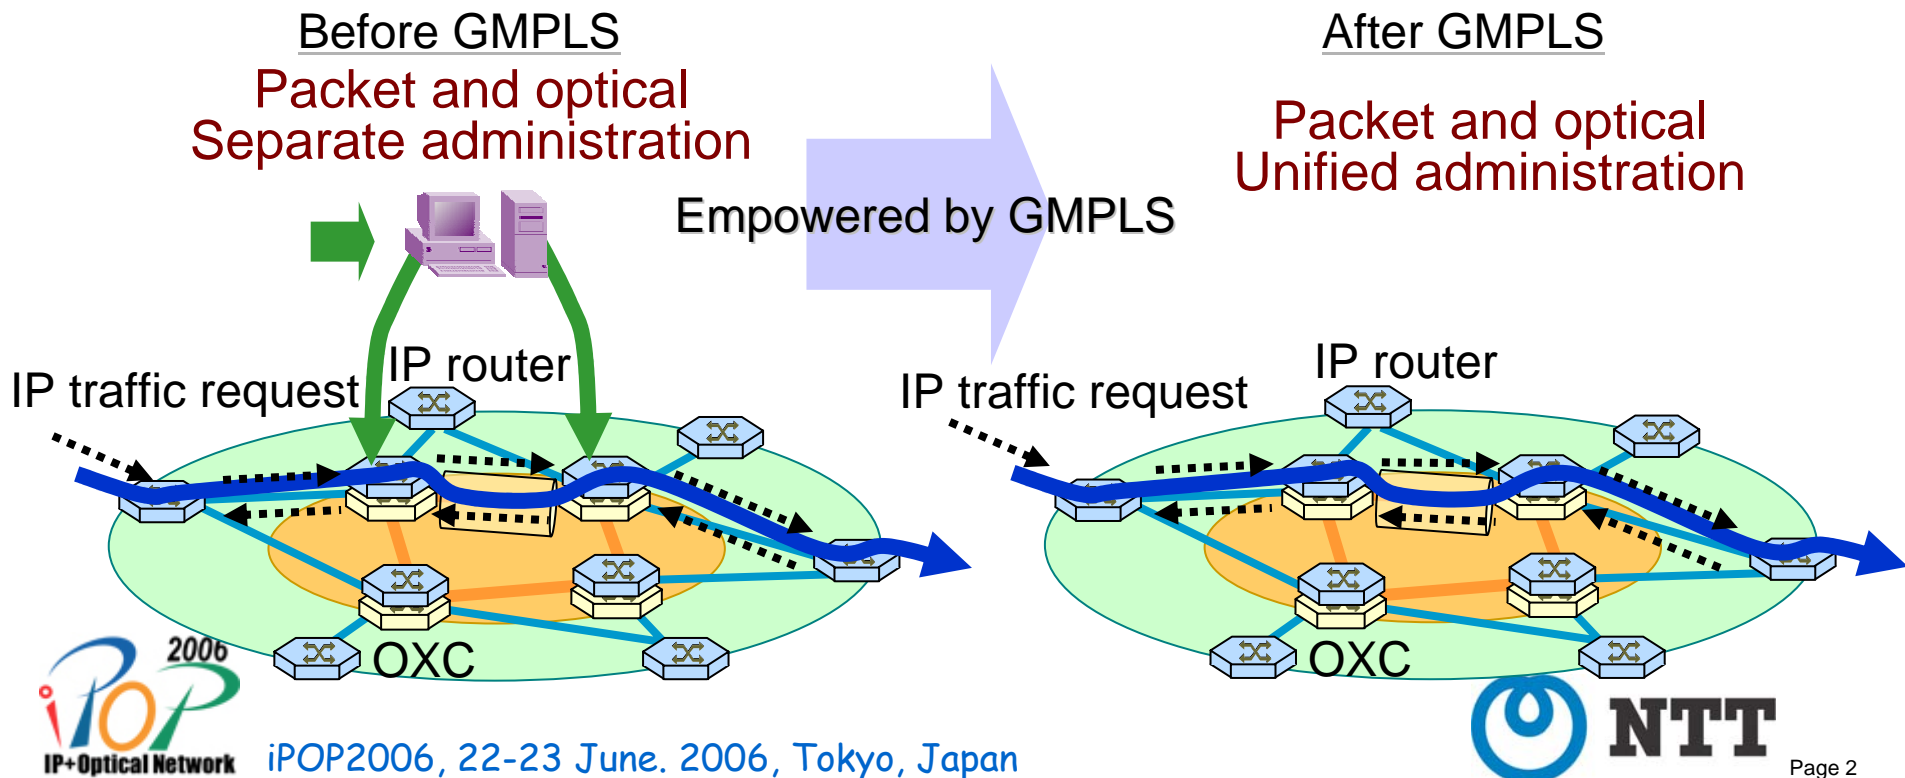 Before GMPLS
Packet and optical
Separate administration
After GMPLS
Packet and optical
Unified administration
Empowered by GMPLS
IP router
IP traffic request
OXC
IP router
IP traffic request
OXC
2006
iPOP
IP+Optical Network
iPOP2006, 22-23 June. 2006, Tokyo, Japan
NTT
Page 2